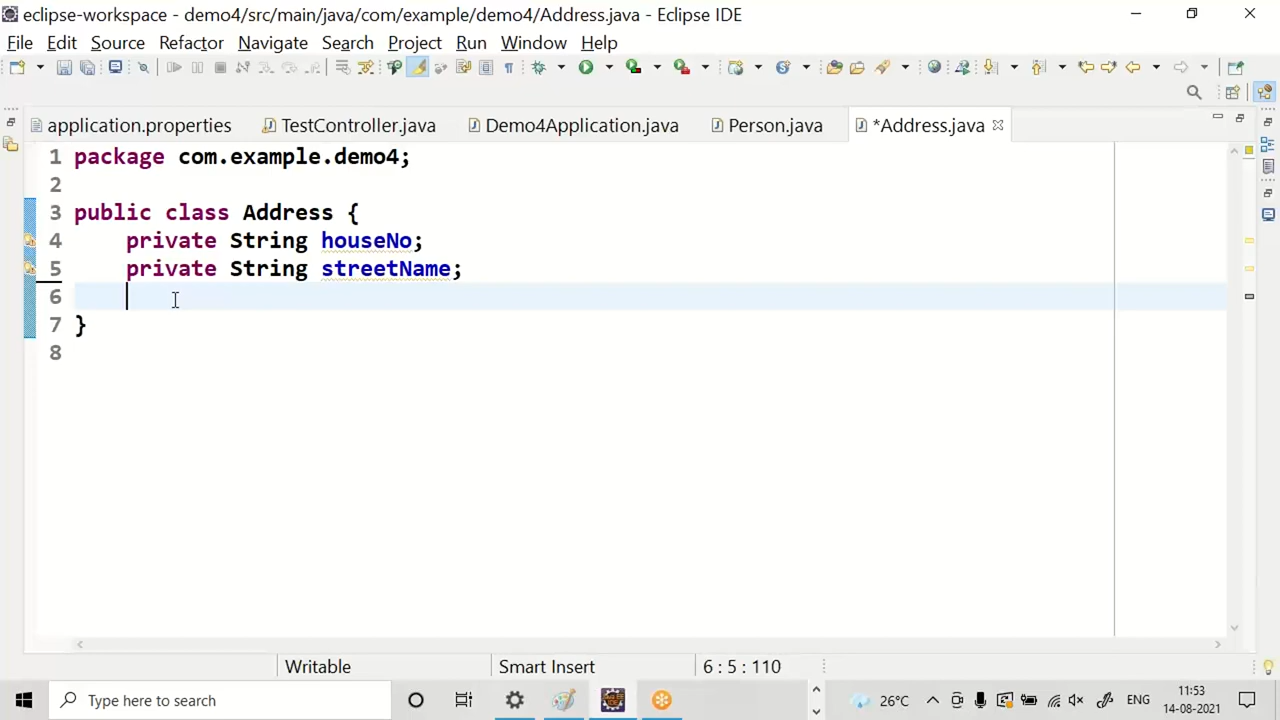 eclipse-workspace - demo4/src/main/java/com/example/demo4/Address.java - Eclipse IDE
File Edit Source Refactor Navigate Search Project Run Window Help
application.properties TestController.java Demo4Application.java Person.java *Address.java
1 package com.example.demo4;
2
3 public class Address {
4 private String houseNo;
5 private String streetName;
6
7 }
8
Writable Smart Insert 6 : 5 : 110
Type here to search 26°C ENG 11:53
14-08-2021